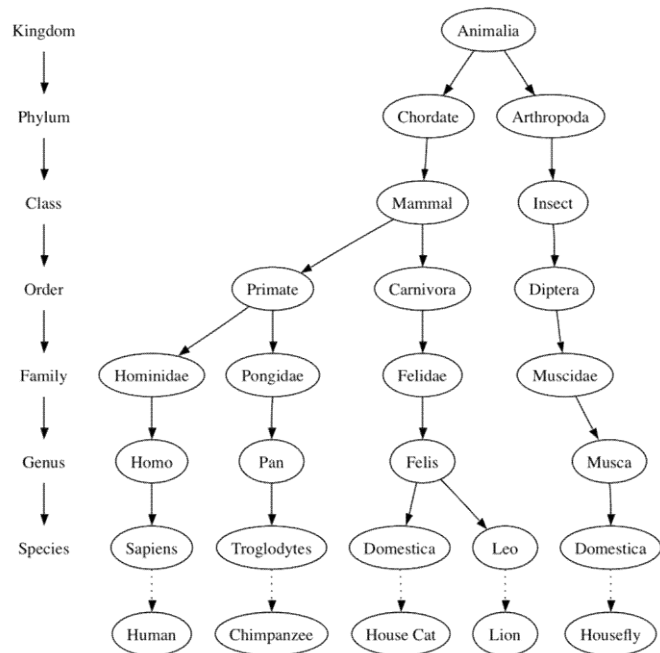 Kingdom Animalia
Phylum Chordate Arthropoda
Class Mammal Insect
Order Primate Carnivora Diptera
Family Hominidae Pongidae Felidae Muscidae
Genus Homo Pan Felis Musca
Species Sapiens Troglodytes Domestica Leo Domestica
Human Chimpanzee House Cat Lion Housefly